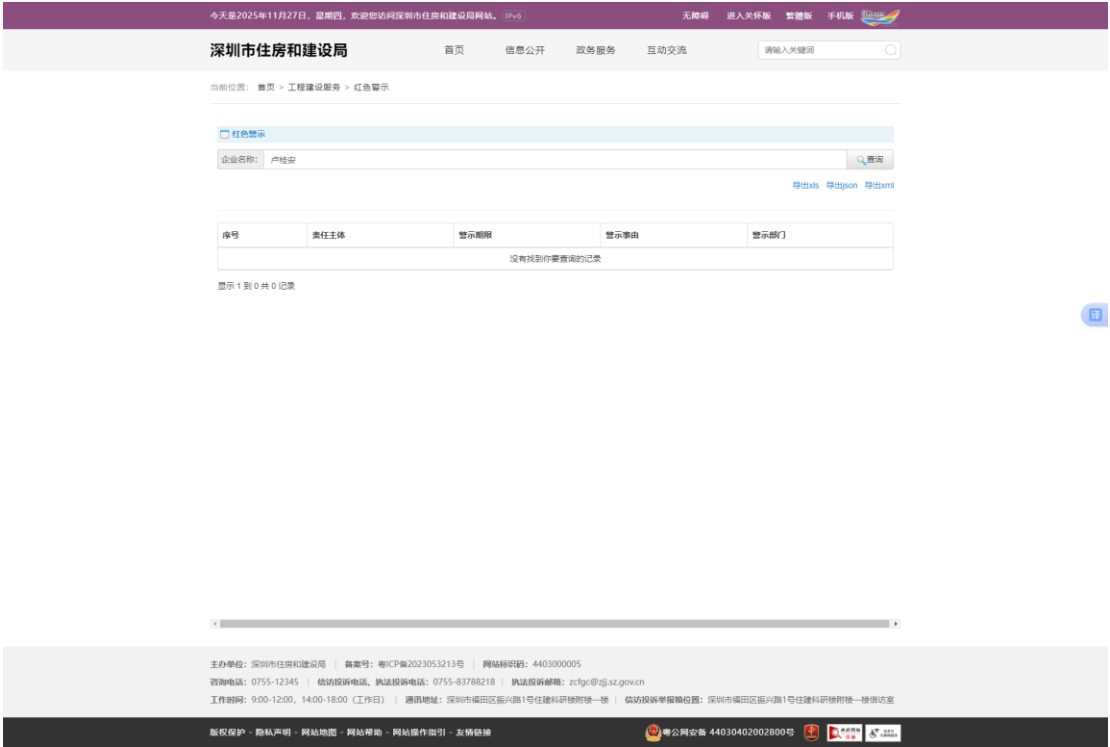 今天是2025年11月27日，星期四，欢迎您访问深圳市住房和建设局网站。 IPv6 无障碍 进入关怀版 繁體版 手机版
深圳市住房和建设局 首页 信息公开 政务服务 互动交流 请输入关键词
当前位置： 首页 > 工程建设服务 > 红色警示
红色警示
企业名称： 卢桂安 查询
导出xls 导出json 导出xml
序号 责任主体 警示期限 警示事由 警示部门
没有找到你要查询的记录
显示 1 到 0 共 0 记录
译
主办单位：深圳市住房和建设局 | 备案号：粤ICP备2023053213号 | 网站标识码：4403000005
咨询电话：0755-12345 | 信访投诉电话、执法投诉电话：0755-83788218 | 执法投诉邮箱：zcfgc@zjj.sz.gov.cn
工作时间：9:00-12:00，14:00-18:00（工作日） | 通讯地址：深圳市福田区振兴路1号住建科研楼附楼一楼 | 信访投诉举报箱位置：深圳市福田区振兴路1号住建科研楼附楼一楼信访室
版权保护 - 隐私声明 - 网站地图 - 网站帮助 - 网站操作指引 - 友情链接 粤公网安备 44030402002800号